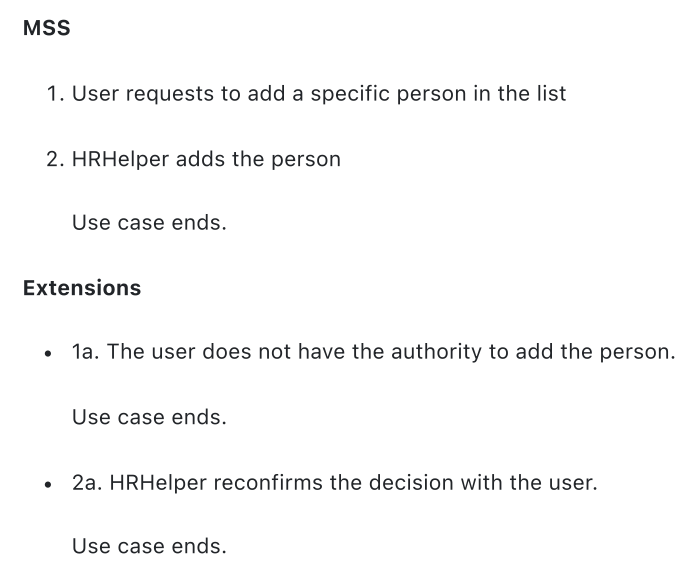 MSS
1. User requests to add a specific person in the list
2. HRHelper adds the person
Use case ends.
Extensions
• 1a. The user does not have the authority to add the person.
Use case ends.
• 2a. HRHelper reconfirms the decision with the user.
Use case ends.